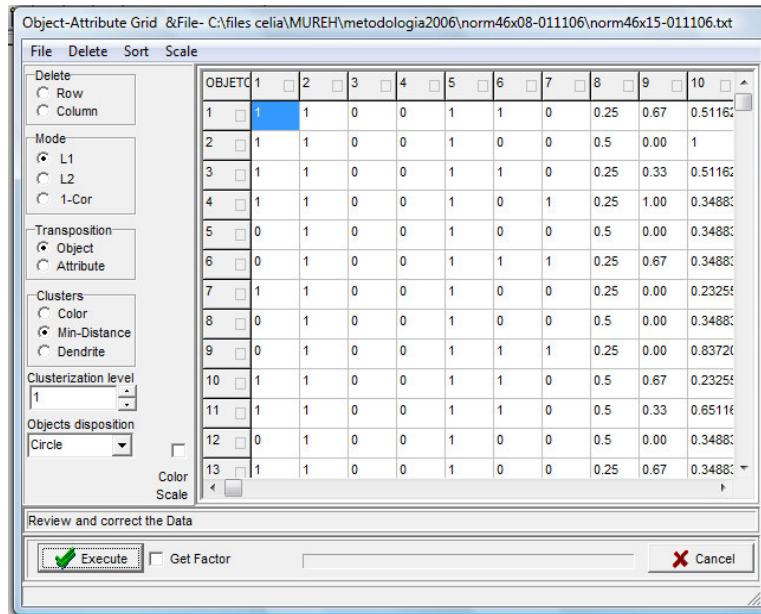 Object-Attribute Grid &File- C:\files celia\MUREH\metodologia2006\norm46x08-011106\norm46x15-011106.txt
File Delete Sort Scale
Delete
Row
Column
Mode
L1
L2
1-Cor
Transposition
Object
Attribute
Clusters
Color
Min-Distance
Dendrite
Clusterization level
1
Objects disposition
Circle
Color
Scale
OBJETO 1 2 3 4 5 6 7 8 9 10
1 1 1 0 0 1 1 0 0.25 0.67 0.51162
2 1 1 0 0 1 0 0 0.5 0.00 1
3 1 1 0 0 1 1 0 0.25 0.33 0.51162
4 1 1 0 0 1 0 1 0.25 1.00 0.34883
5 0 1 0 0 1 0 0 0.5 0.00 0.34883
6 0 1 0 0 1 1 1 0.25 0.67 0.34883
7 1 1 0 0 1 0 0 0.25 0.00 0.23255
8 0 1 0 0 1 0 0 0.5 0.00 0.34883
9 0 1 0 0 1 1 1 0.25 0.00 0.83720
10 1 1 0 0 1 1 0 0.5 0.67 0.23255
11 1 1 0 0 1 1 0 0.5 0.33 0.65116
12 0 1 0 0 1 0 0 0.5 0.00 0.34883
13 1 1 0 0 1 0 0 0.25 0.67 0.34883
Review and correct the Data
Execute Get Factor Cancel